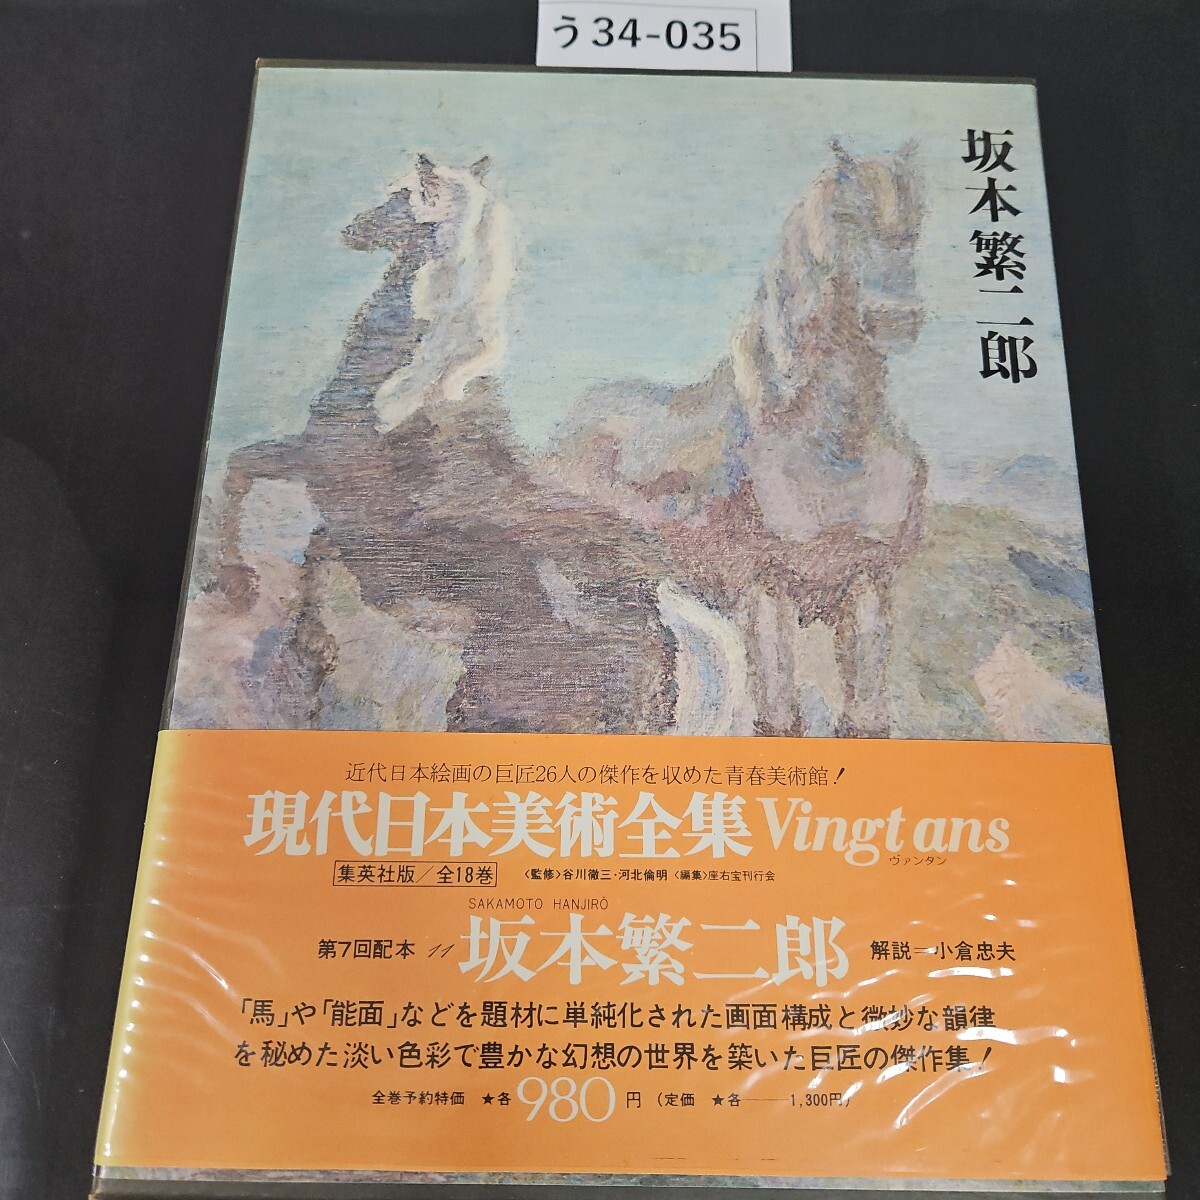 う34-035
坂本繁二郎
近代日本絵画の巨匠26人の傑作を収めた青春美術館!
現代日本美術全集 Vingt ans
ヴァンタン
集英社版/全18巻 〈監修〉谷川徹三・河北倫明〈編集〉座右宝刊行会
SAKAMOTO HANJIRŌ
第7回配本 11 坂本繁二郎 解説=小倉忠夫
「馬」や「能面」などを題材に単純化された画面構成と微妙な韻律
を秘めた淡い色彩で豊かな幻想の世界を築いた巨匠の傑作集!
全巻予約特価 ★各980円 (定価 ★各――1,300円)